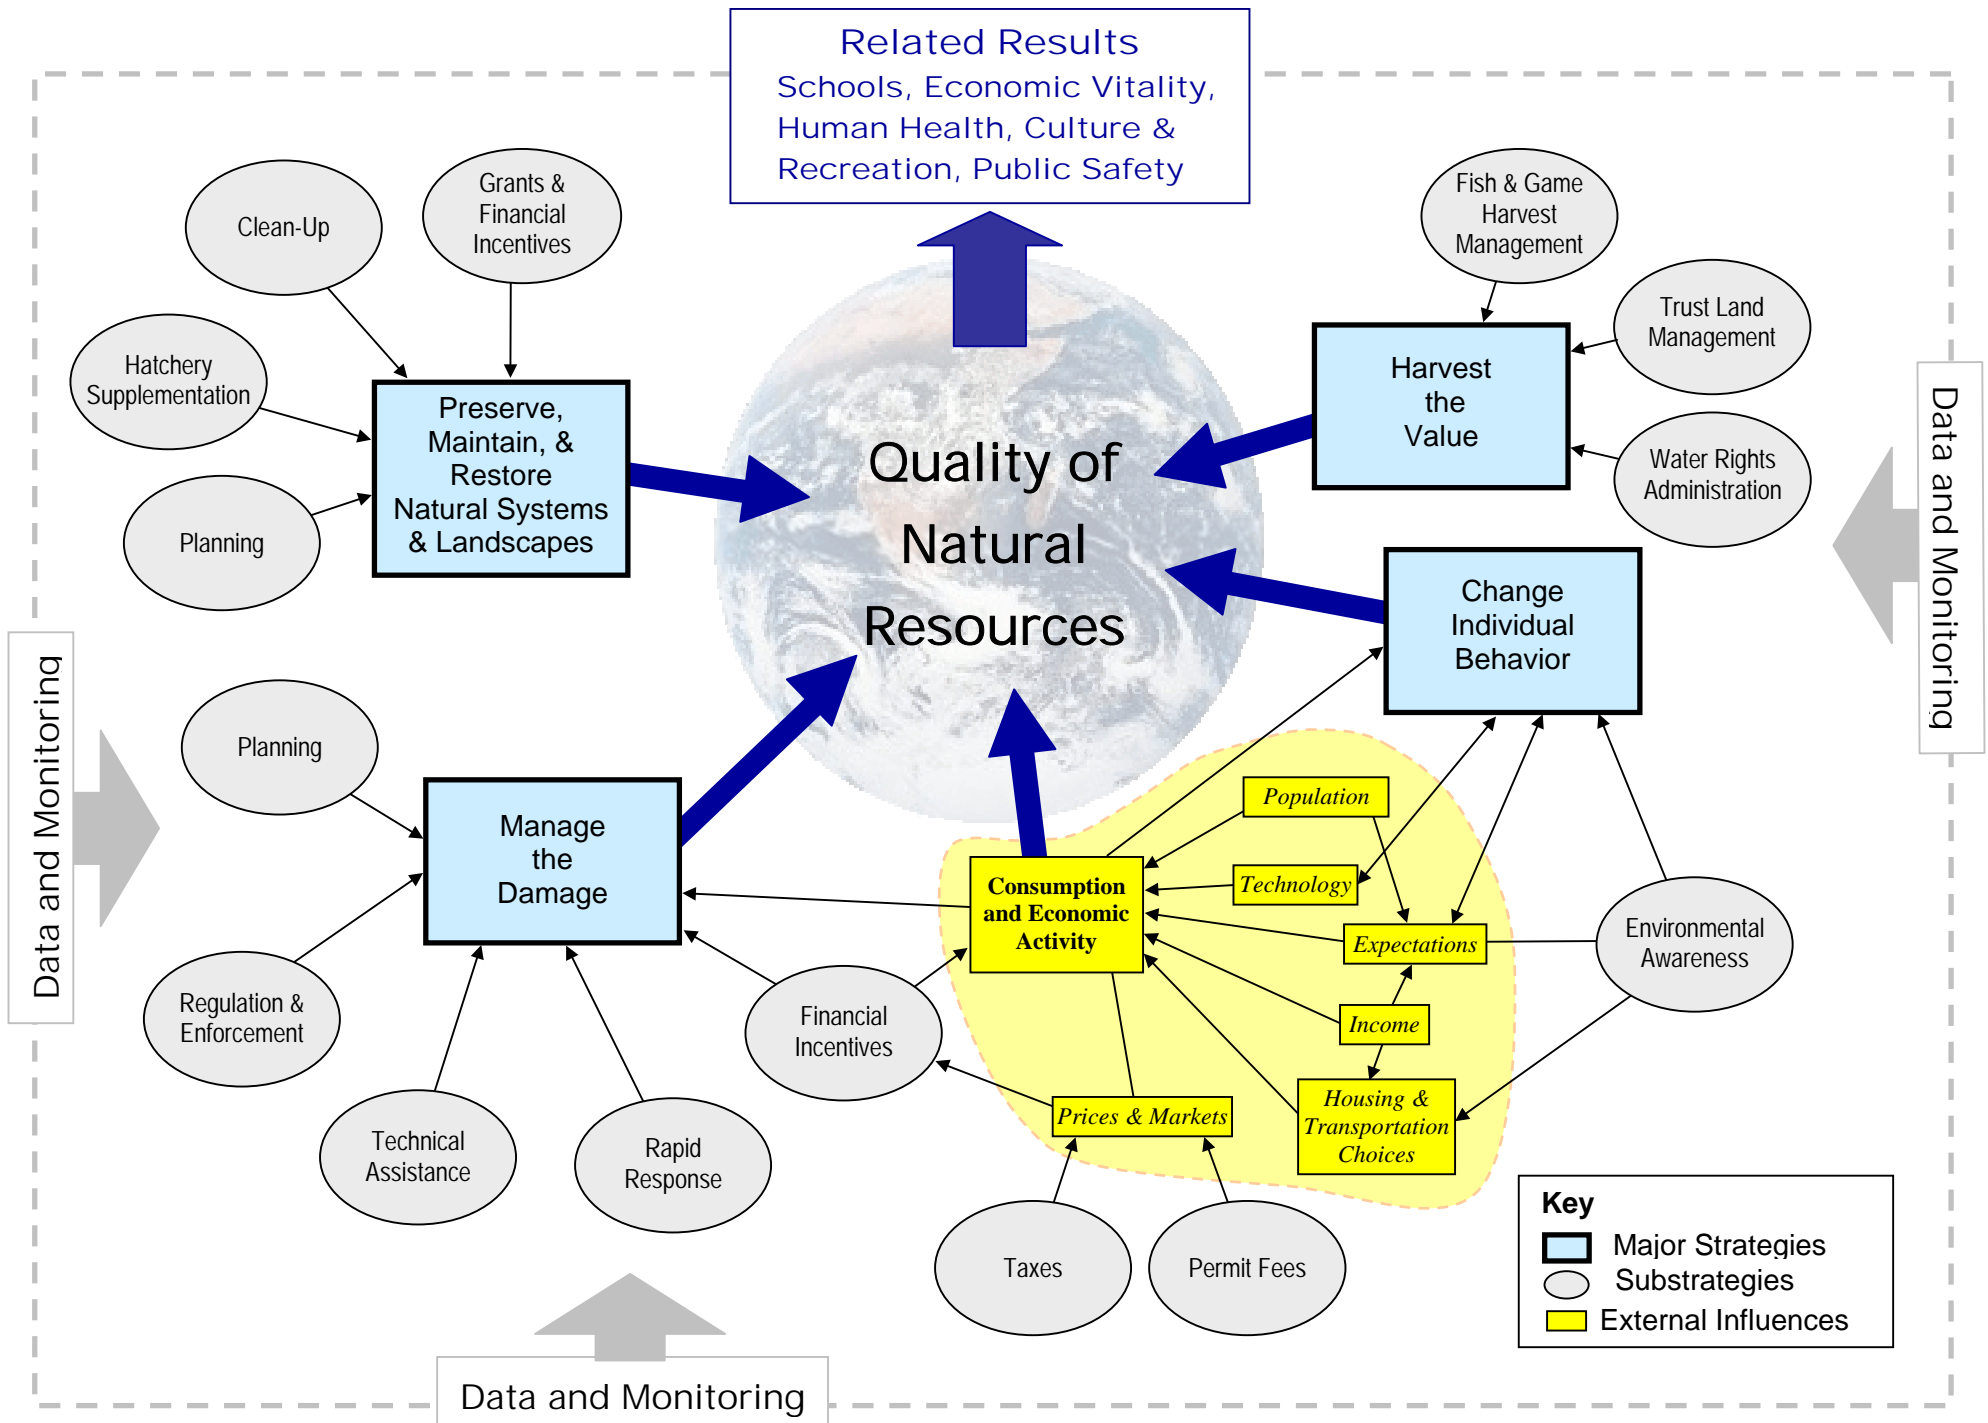 Related Results
Schools, Economic Vitality,
Human Health, Culture &
Recreation, Public Safety
Clean-Up
Grants &
Financial
Incentives
Hatchery
Supplementation
Planning
Preserve,
Maintain, &
Restore
Natural Systems
& Landscapes
Quality of
Natural
Resources
Fish & Game
Harvest
Management
Trust Land
Management
Water Rights
Administration
Harvest
the
Value
Data and Monitoring
Change
Individual
Behavior
Data and Monitoring
Planning
Manage
the
Damage
Regulation &
Enforcement
Technical
Assistance
Rapid
Response
Financial
Incentives
Consumption
and Economic
Activity
Population
Technology
Expectations
Income
Housing &
Transportation
Choices
Prices & Markets
Environmental
Awareness
Taxes
Permit Fees
Key
Major Strategies
Substrategies
External Influences
Data and Monitoring